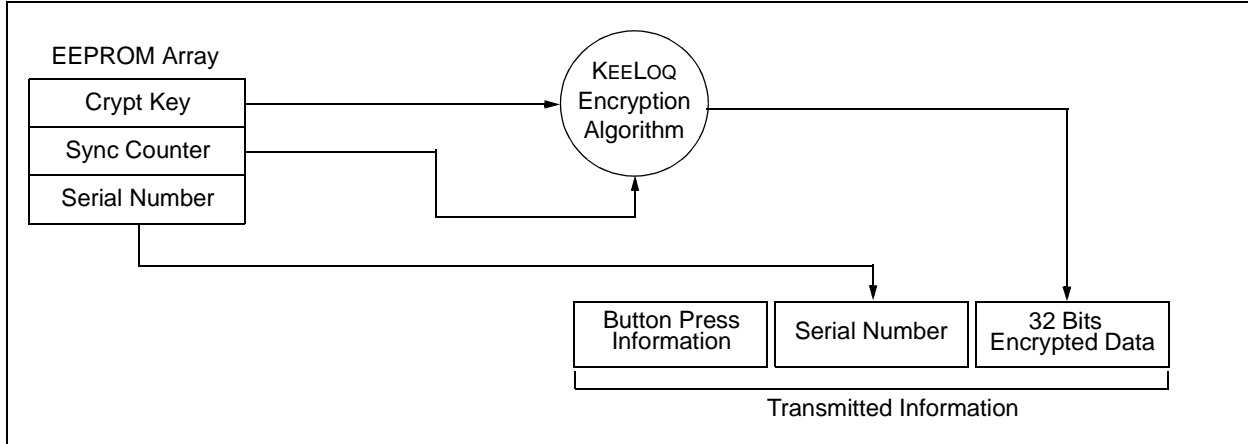 EEPROM Array
Crypt Key
Sync Counter
Serial Number
KEELOQ
Encryption
Algorithm
Button Press
Information
Serial Number
32 Bits
Encrypted Data
Transmitted Information